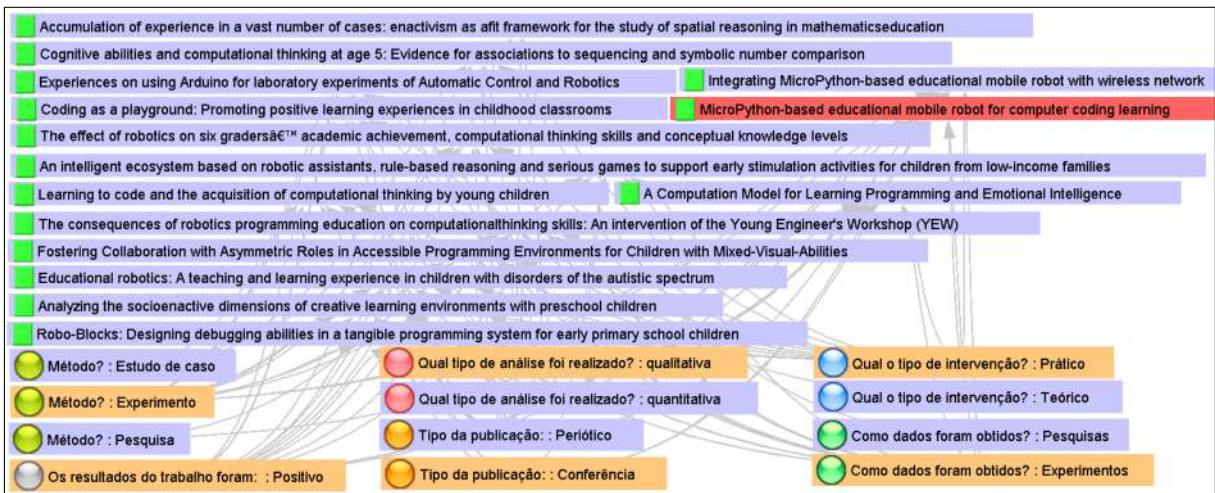 Accumulation of experience in a vast number of cases: enactivism as afit framework for the study of spatial reasoning in mathematicseducation
Cognitive abilities and computational thinking at age 5: Evidence for associations to sequencing and symbolic number comparison
Experiences on using Arduino for laboratory experiments of Automatic Control and Robotics
Integrating MicroPython-based educational mobile robot with wireless network
Coding as a playground: Promoting positive learning experiences in childhood classrooms
MicroPython-based educational mobile robot for computer coding learning
The effect of robotics on six gradersâ€™ academic achievement, computational thinking skills and conceptual knowledge levels
An intelligent ecosystem based on robotic assistants, rule-based reasoning and serious games to support early stimulation activities for children from low-income families
Learning to code and the acquisition of computational thinking by young children
A Computation Model for Learning Programming and Emotional Intelligence
The consequences of robotics programming education on computationalthinking skills: An intervention of the Young Engineer's Workshop (YEW)
Fostering Collaboration with Asymmetric Roles in Accessible Programming Environments for Children with Mixed-Visual-Abilities
Educational robotics: A teaching and learning experience in children with disorders of the autistic spectrum
Analyzing the socioenactive dimensions of creative learning environments with preschool children
Robo-Blocks: Designing debugging abilities in a tangible programming system for early primary school children
Método? : Estudo de caso
Qual tipo de análise foi realizado? : qualitativa
Qual o tipo de intervenção? : Prático
Método? : Experimento
Qual tipo de análise foi realizado? : quantitativa
Qual o tipo de intervenção? : Teórico
Método? : Pesquisa
Tipo da publicação: : Periótico
Como dados foram obtidos? : Pesquisas
Os resultados do trabalho foram: : Positivo
Tipo da publicação: : Conferência
Como dados foram obtidos? : Experimentos